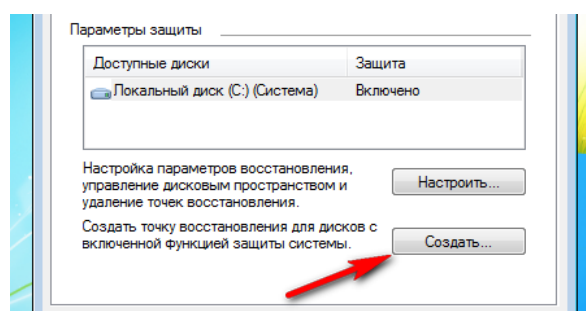 Параметры защиты
Доступные диски Защита
Локальный диск (C:) (Система) Включено
Настройка параметров восстановления,
управление дисковым пространством и
удаление точек восстановления.
Настроить...
Создать точку восстановления для дисков с
включенной функцией защиты системы.
Создать...